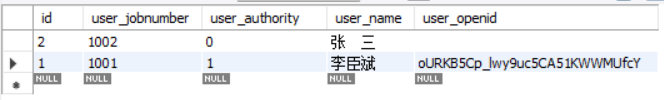 id user_jobnumber user_authority user_name user_openid
2 1002 0 张 三
1 1001 1 李臣斌 oURKB5Cp_lwy9uc5CA51KWWMUfcY
NULL NULL NULL NULL NULL